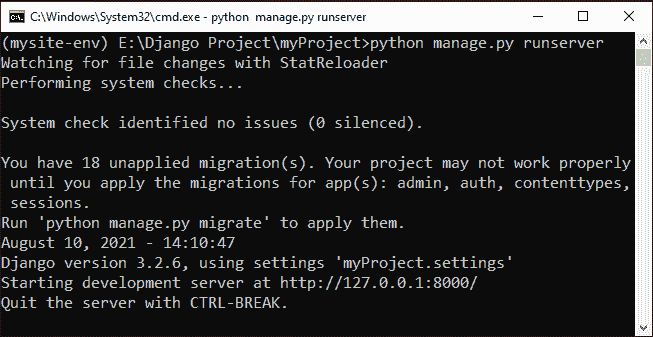 C:\Windows\System32\cmd.exe - python  manage.py runserver
(mysite-env) E:\Django Project\myProject>python manage.py runserver
Watching for file changes with StatReloader
Performing system checks...

System check identified no issues (0 silenced).

You have 18 unapplied migration(s). Your project may not work properly
 until you apply the migrations for app(s): admin, auth, contenttypes,
 sessions.
Run 'python manage.py migrate' to apply them.
August 10, 2021 - 14:10:47
Django version 3.2.6, using settings 'myProject.settings'
Starting development server at http://127.0.0.1:8000/
Quit the server with CTRL-BREAK.